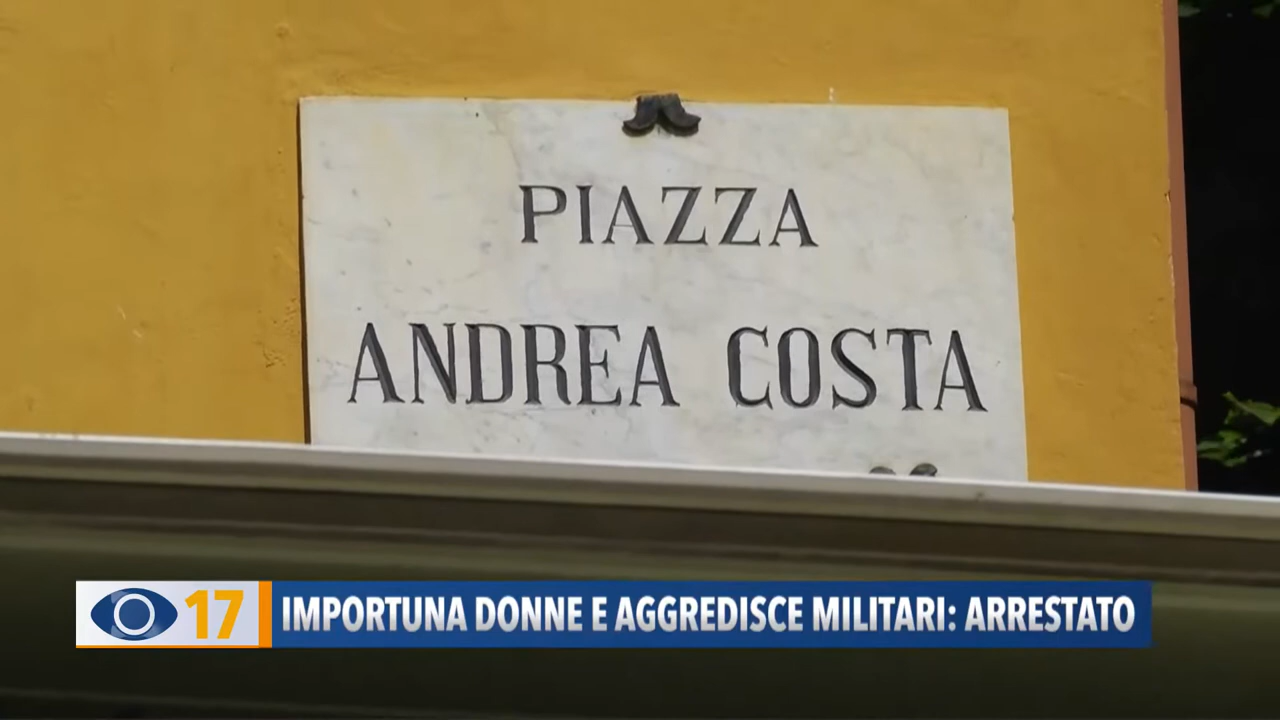 PIAZZA
ANDREA COSTA
17 IMPORTUNA DONNE E AGGREDISCE MILITARI: ARRESTATO